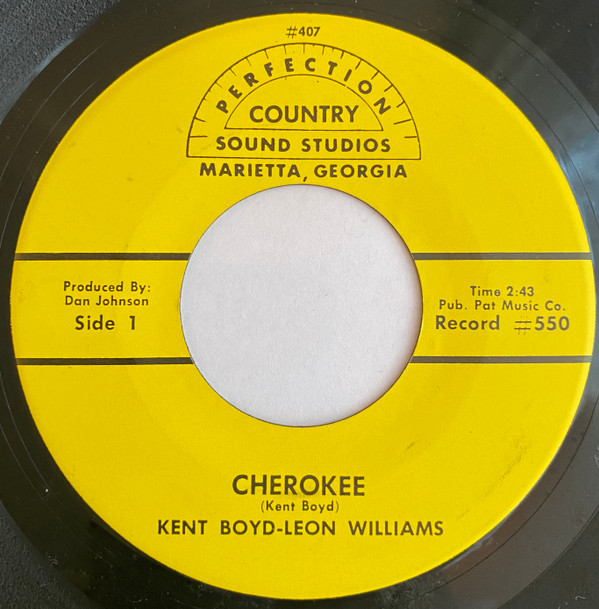 #407
PERFECTION
COUNTRY
SOUND STUDIOS
MARIETTA, GEORGIA
Produced By:
Dan Johnson
Side 1
Time 2:43
Pub. Pat Music Co.
Record #550
CHEROKEE
(Kent Boyd)
KENT BOYD-LEON WILLIAMS